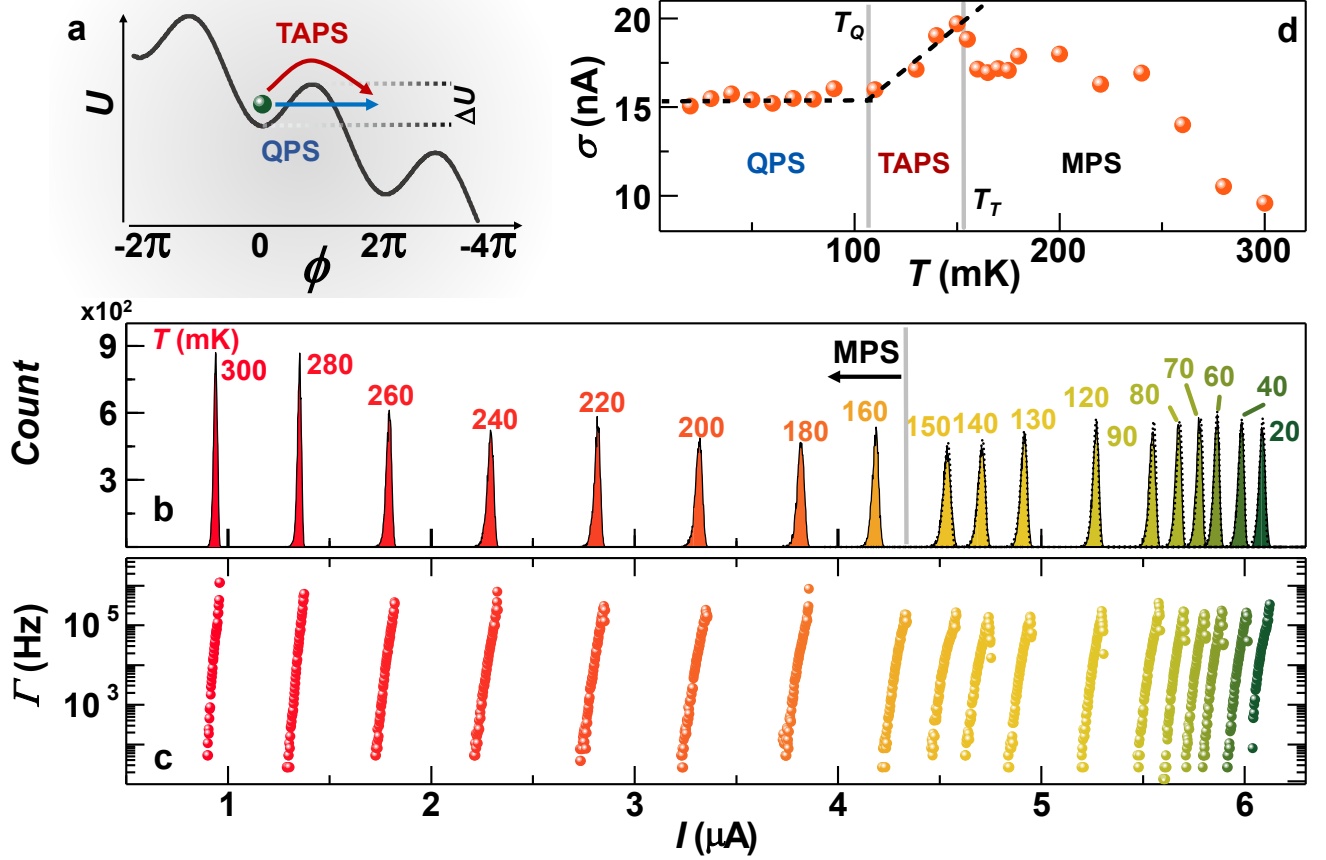 a
TAPS
U
ΔU
QPS
-2π 0 2π -4π
ϕ
d
T_Q
20
15
10
σ (nA)
QPS TAPS MPS
T_T
100 200 300
T (mK)
x10²
9
6
3
Count
T (mK)
300 280 260 240 220 200 180 160 150 140 130 120 90 80 70 60 40 20
MPS
b
10⁵
10³
Γ (Hz)
c
1 2 3 4 5 6
I (μA)